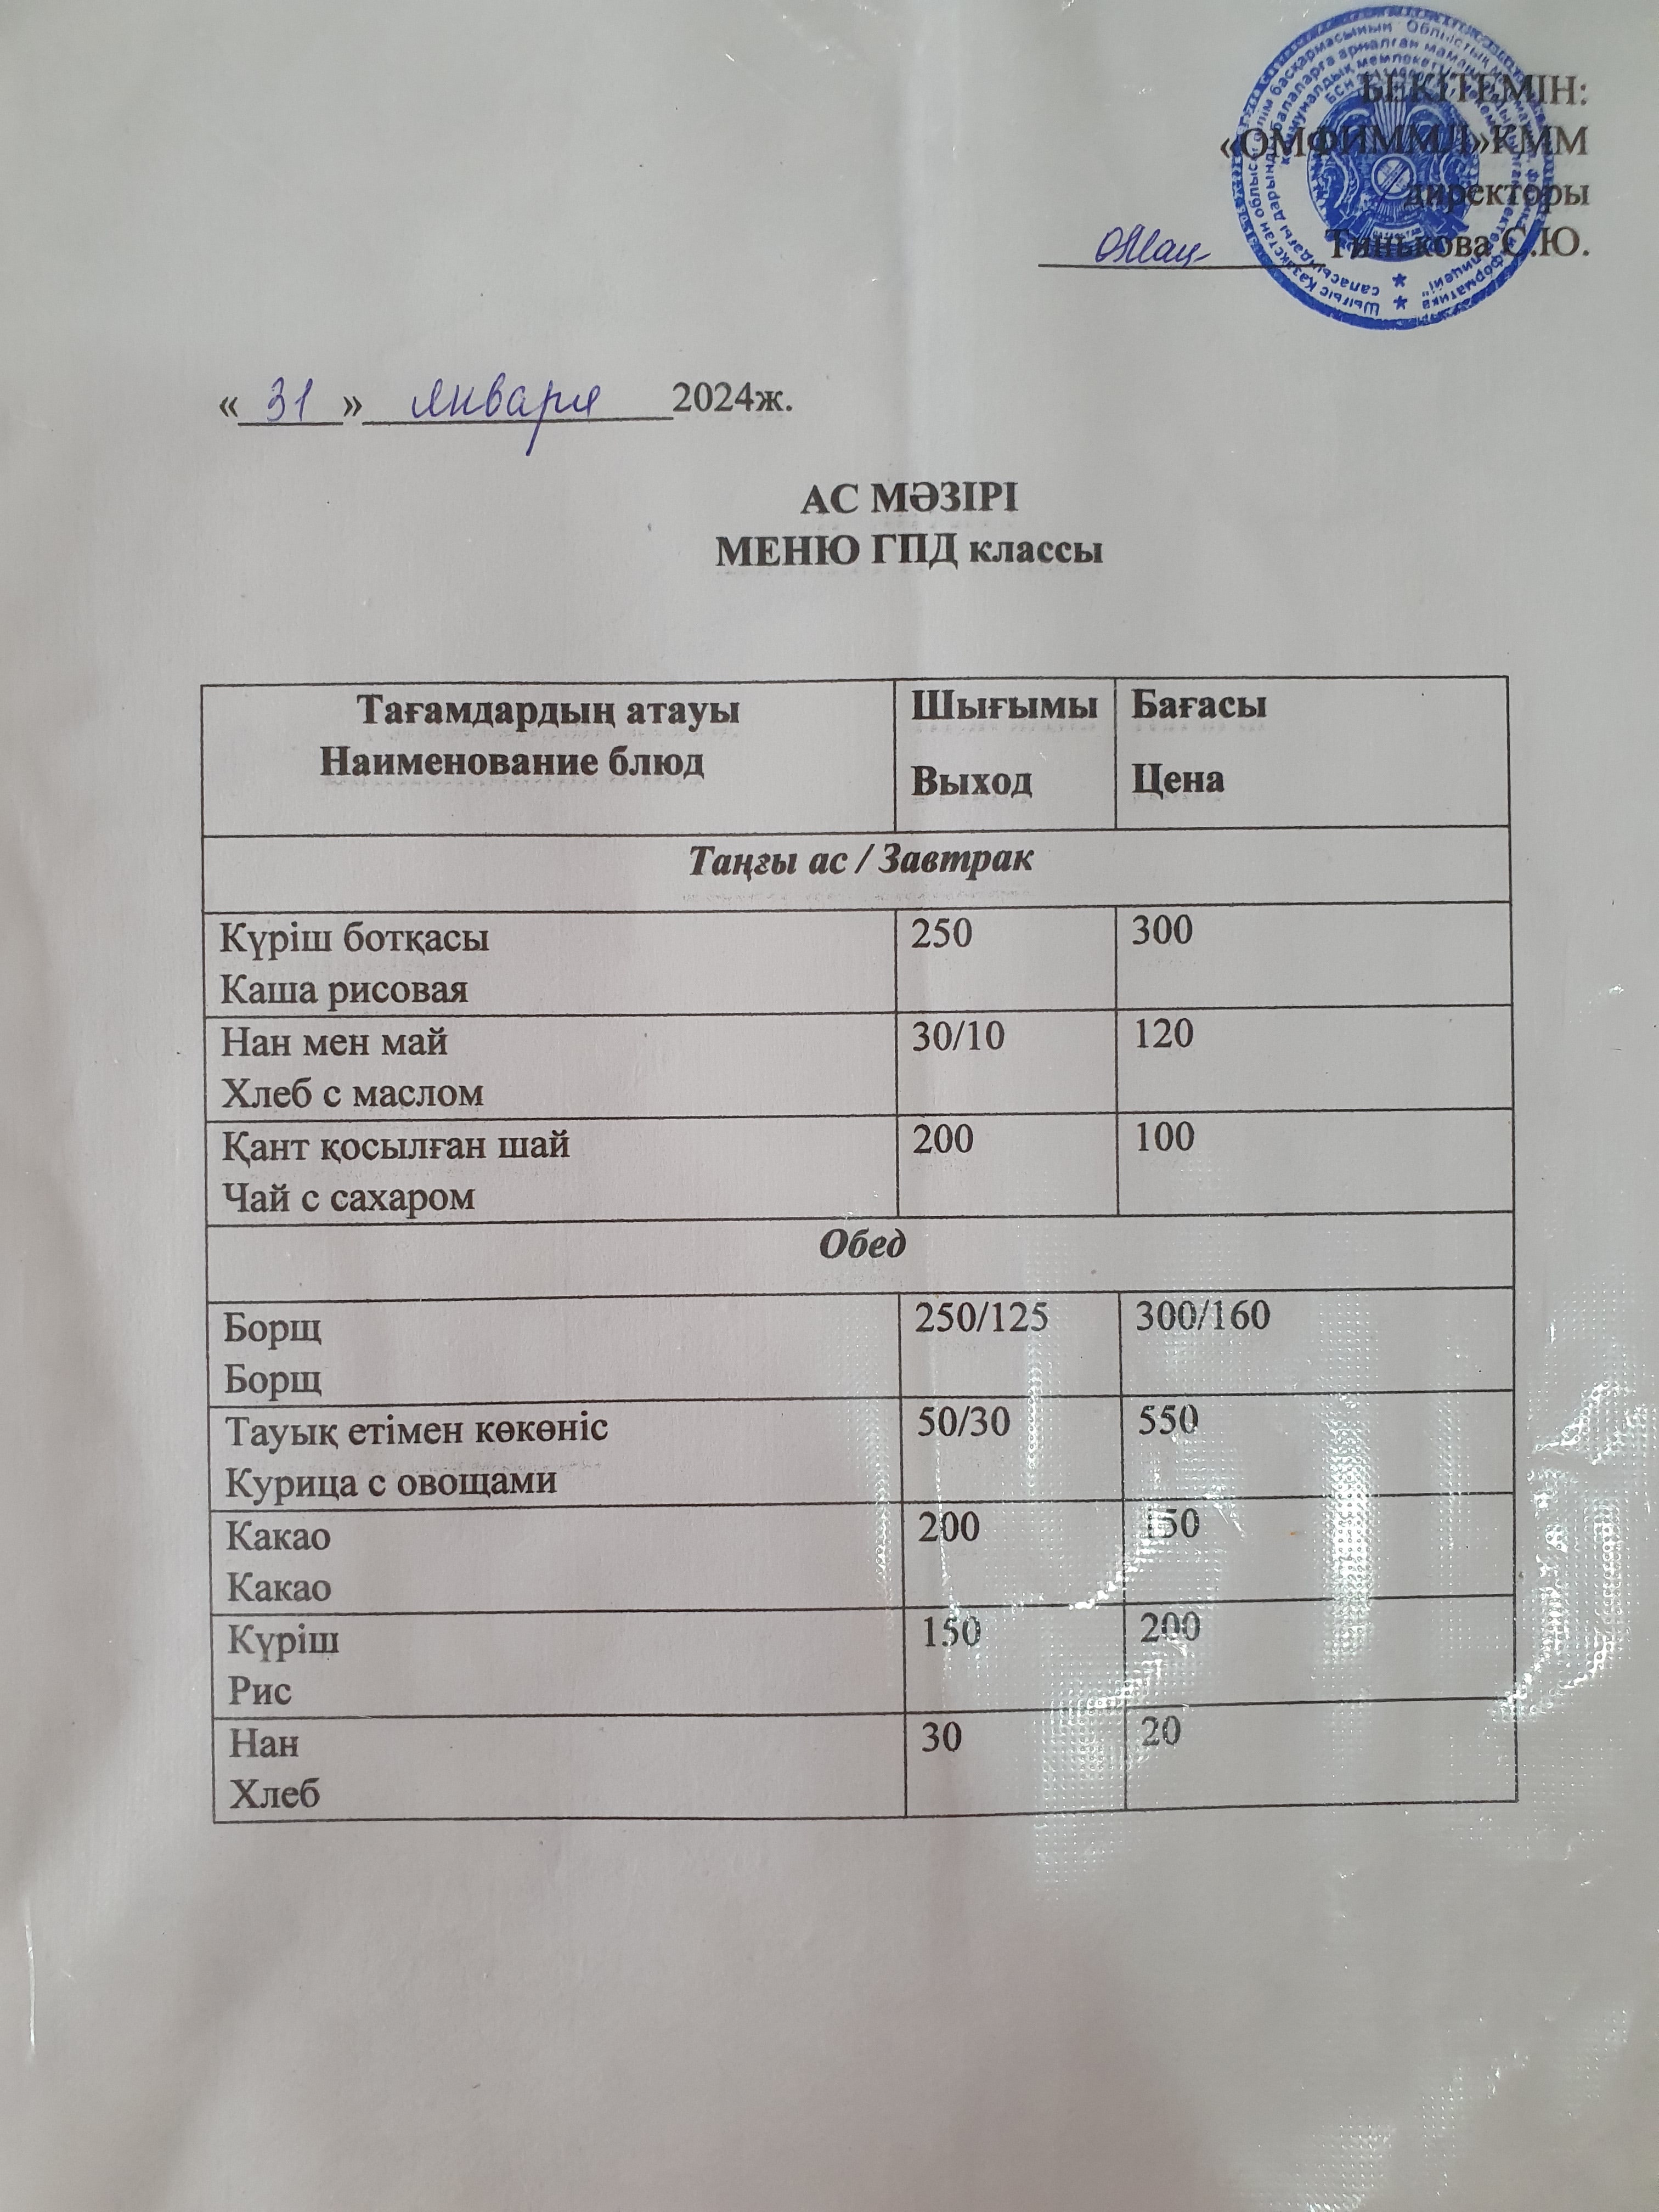 БЕКІТЕМІН:
«ОМФИММЛ»КММ
директоры
Тинькова С.Ю.
«31» января 2024ж.
АС МӘЗІРІ
МЕНЮ ГПД классы
Тағамдардың атауы
Наименование блюд
Шығымы
Выход
Бағасы
Цена
Таңғы ас / Завтрак
Күріш ботқасы 250 300
Каша рисовая
Нан мен май 30/10 120
Хлеб с маслом
Қант қосылған шай 200 100
Чай с сахаром
Обед
Борщ 250/125 300/160
Борщ
Тауық етімен көкөніс 50/30 550
Курица с овощами
Какао 200 150
Какао
Күріш 150 200
Рис
Нан 30 20
Хлеб